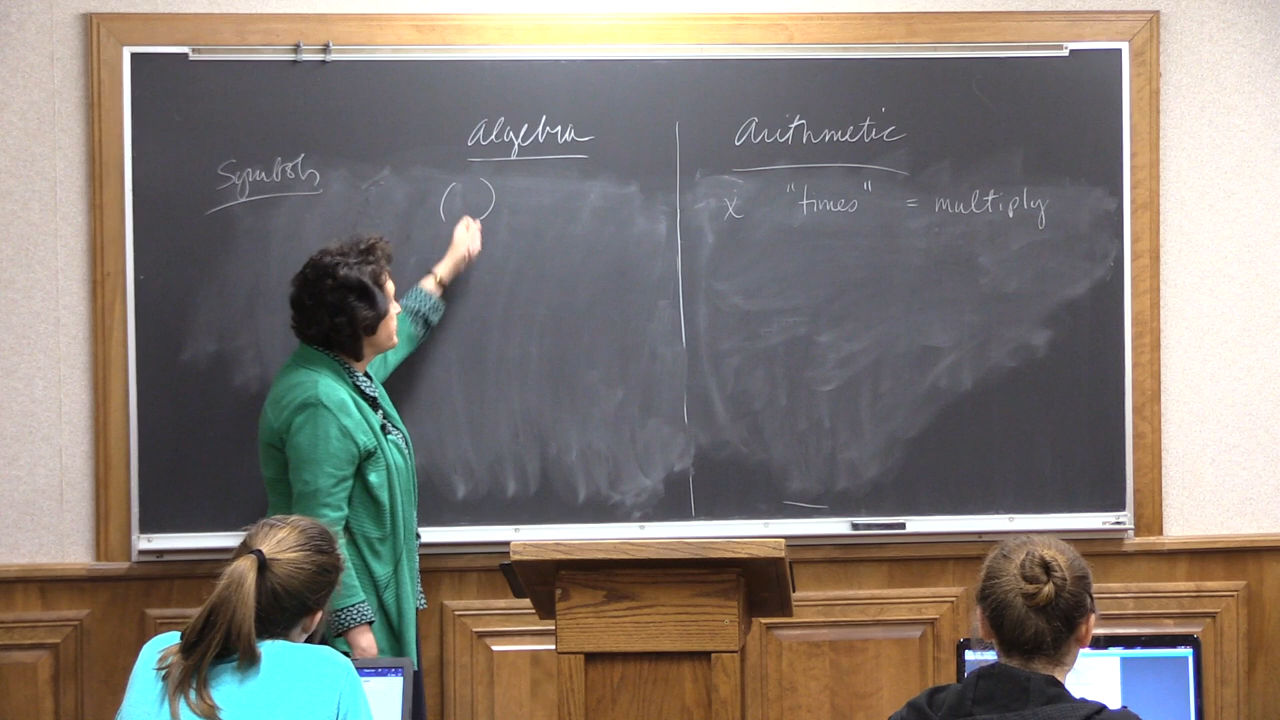 algebra
arithmetic
Symbols
( )
x "times" = multiply